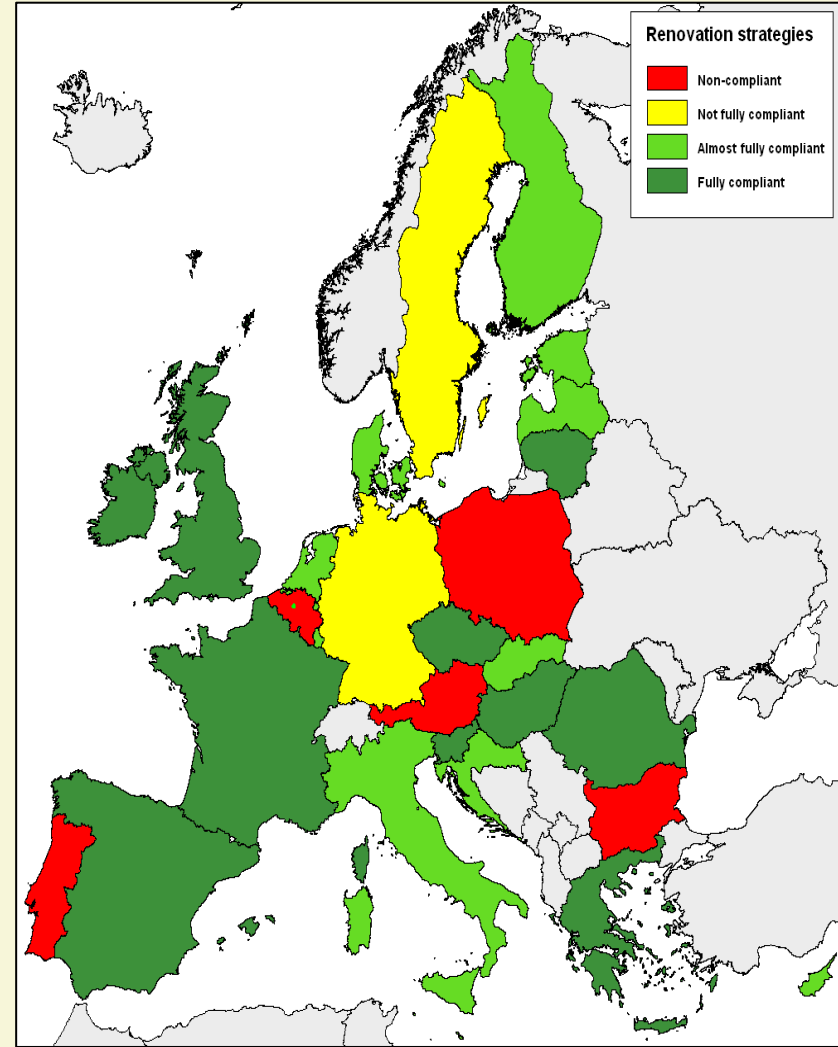 Renovation strategies
Non-compliant
Not fully compliant
Almost fully compliant
Fully compliant